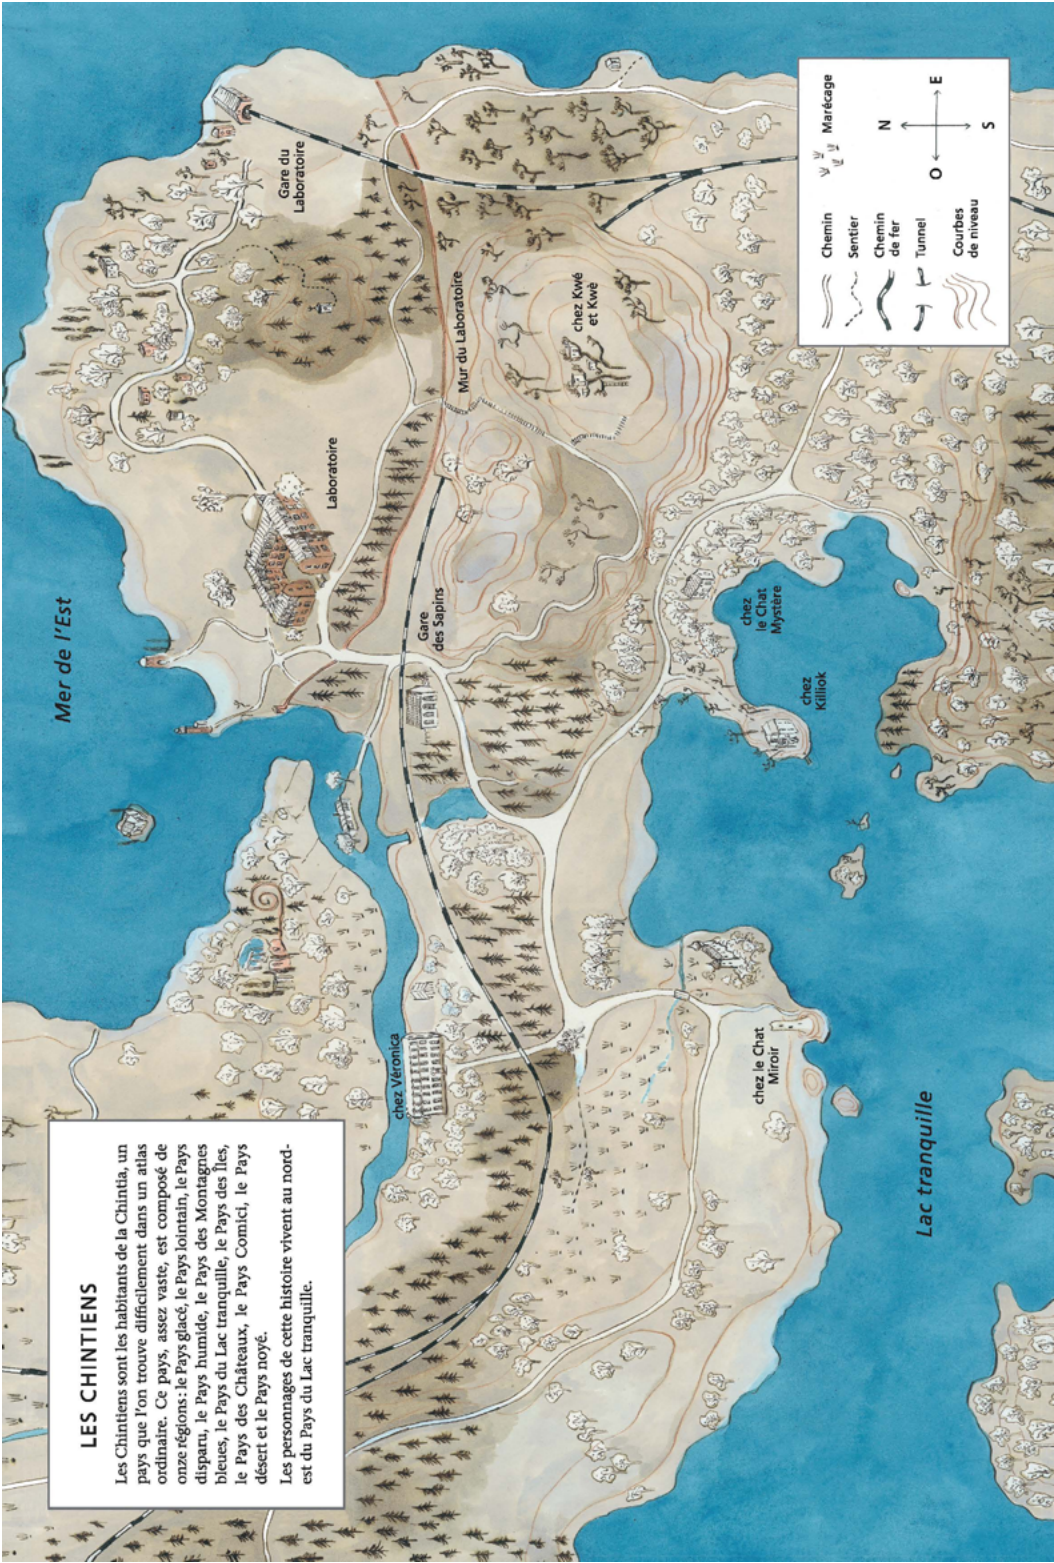 LES CHINTIENS
Les Chintiens sont les habitants de la Chintia, un
pays que l'on trouve difficilement dans un atlas
ordinaire. Ce pays, assez vaste, est composé de
onze régions : le Pays glacé, le Pays lointain, le Pays
disparu, le Pays humide, le Pays des Montagnes
bleues, le Pays du Lac tranquille, le Pays des Îles,
le Pays des Châteaux, le Pays Comici, le Pays
désert et le Pays noyé.
Les personnages de cette histoire vivent au nord-
est du Pays du Lac tranquille.
Mer de l'Est
Gare du
Laboratoire
Laboratoire
Mur du Laboratoire
Gare
des Sapins
chez Véronica
chez Kwé
et Kwè
chez
le Chat
Mystère
chez
Killiok
chez le Chat
Miroir
Lac tranquille
Chemin
Sentier
Chemin
de fer
Tunnel
Courbes
de niveau
Marécage
N
E
O
S